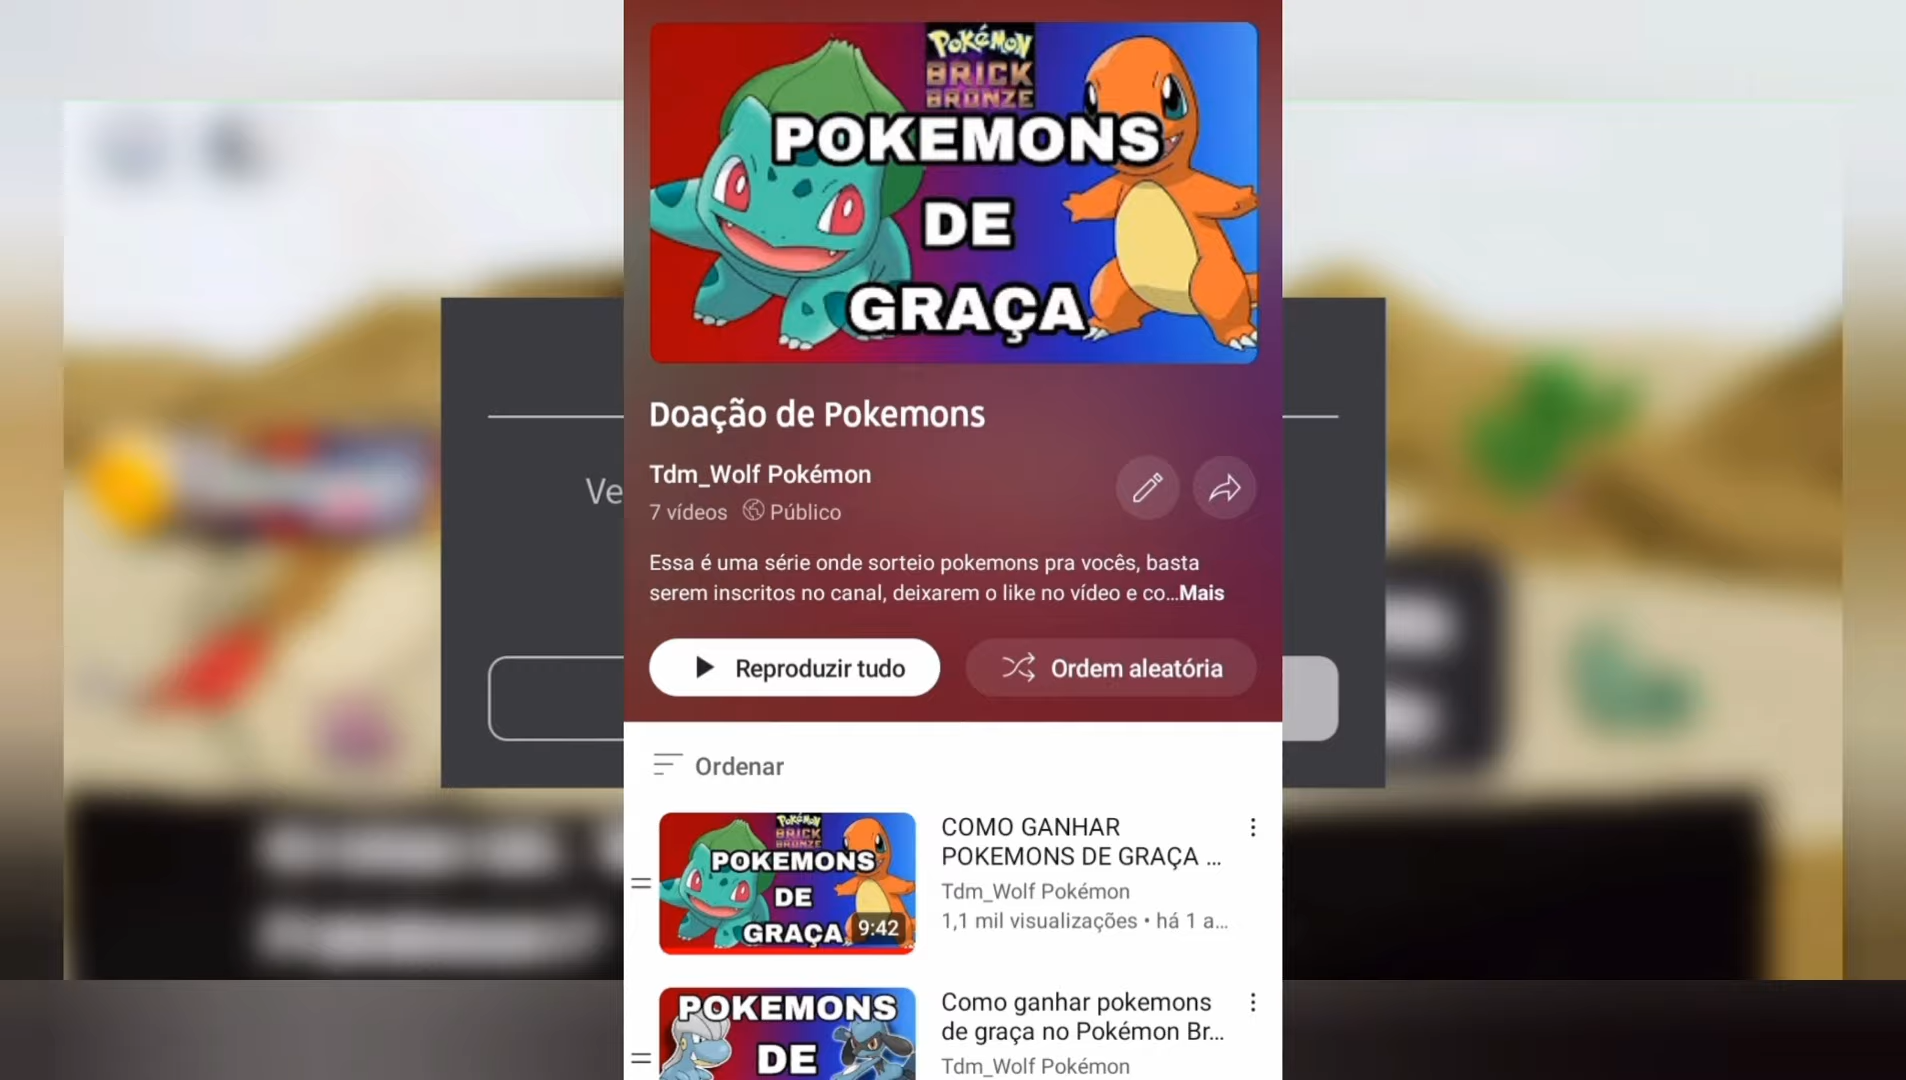 POKÉMON
BRICK
BRONZE
POKEMONS
DE
GRAÇA
Doação de Pokemons
Tdm_Wolf Pokémon
7 vídeos Público
Essa é uma série onde sorteio pokemons pra vocês, basta
serem inscritos no canal, deixarem o like no vídeo e co...Mais
Ve
Reproduzir tudo
Ordem aleatória
Ordenar
POKÉMON
BRICK
BRONZE
POKEMONS
DE
GRAÇA
9:42
COMO GANHAR
POKEMONS DE GRAÇA ...
Tdm_Wolf Pokémon
1,1 mil visualizações • há 1 a...
POKEMONS
DE
Como ganhar pokemons
de graça no Pokémon Br...
Tdm_Wolf Pokémon